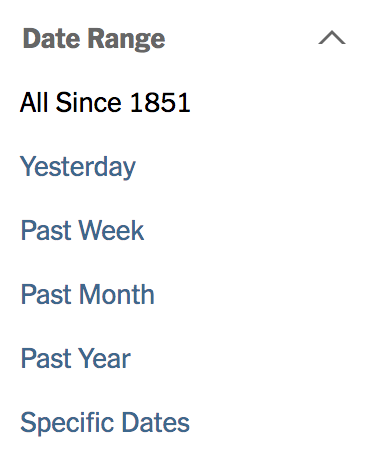 Date Range
All Since 1851
Yesterday
Past Week
Past Month
Past Year
Specific Dates